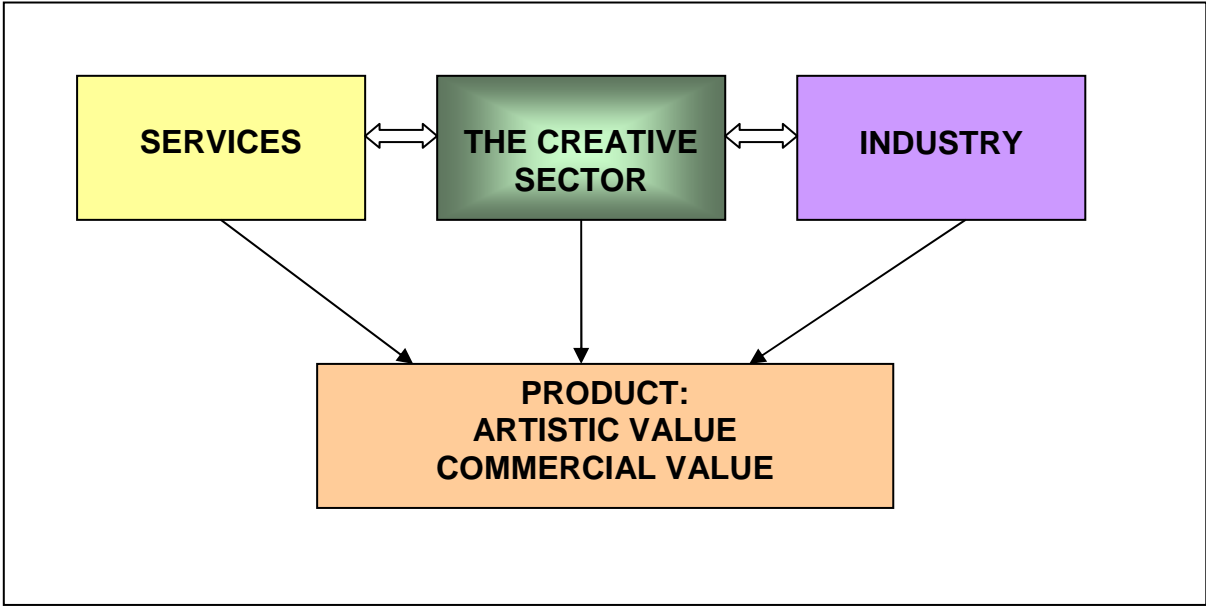 SERVICES
THE CREATIVE
SECTOR
INDUSTRY
PRODUCT:
ARTISTIC VALUE
COMMERCIAL VALUE